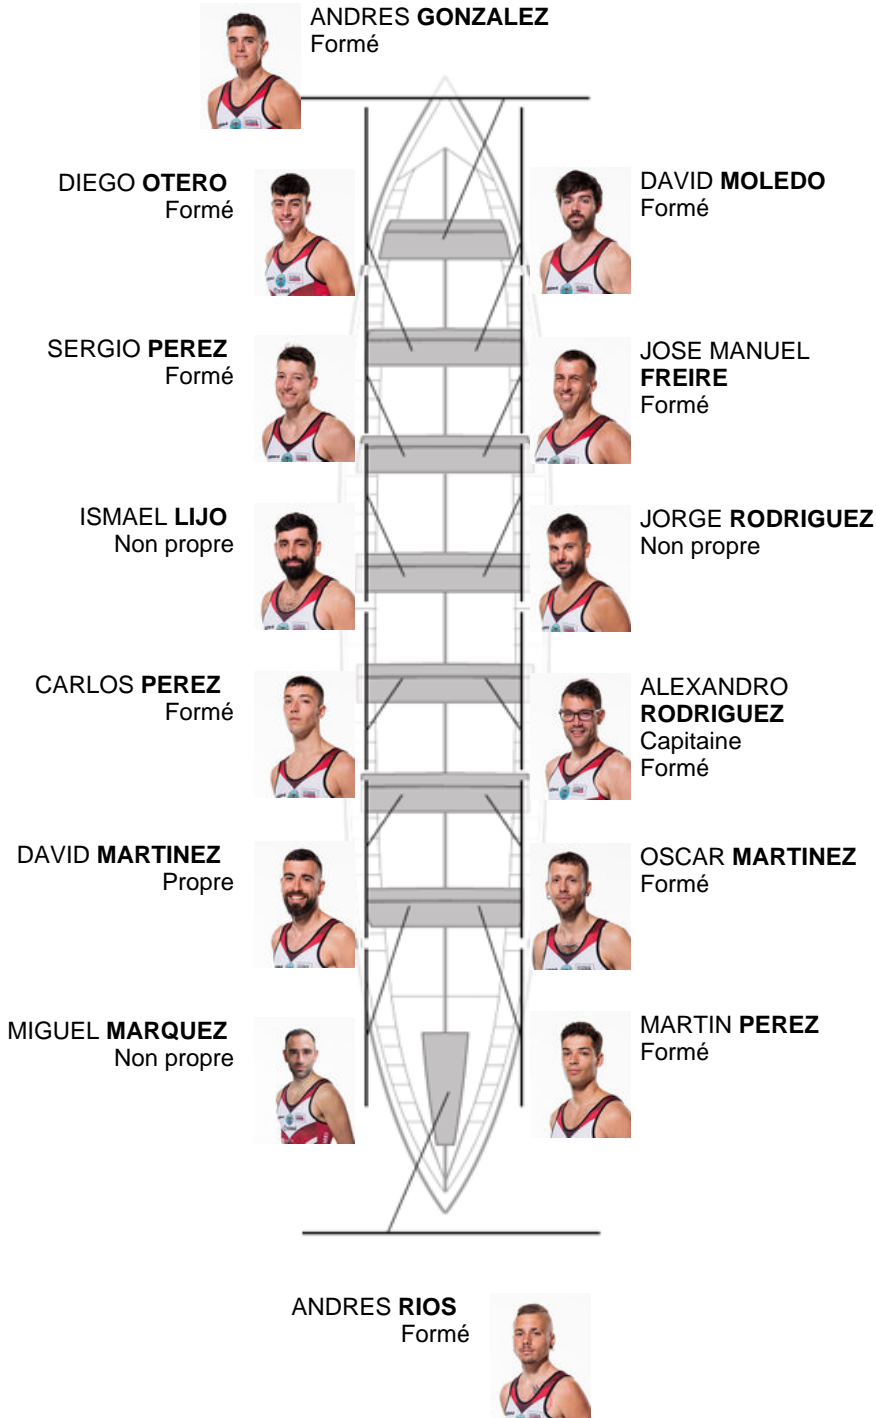 ANDRES GONZALEZ
Formé
DIEGO OTERO
Formé
DAVID MOLEDO
Formé
SERGIO PEREZ
Formé
JOSE MANUEL
FREIRE
Formé
ISMAEL LIJO
Non propre
JORGE RODRIGUEZ
Non propre
CARLOS PEREZ
Formé
ALEXANDRO
RODRIGUEZ
Capitaine
Formé
DAVID MARTINEZ
Propre
OSCAR MARTINEZ
Formé
MIGUEL MARQUEZ
Non propre
MARTIN PEREZ
Formé
ANDRES RIOS
Formé